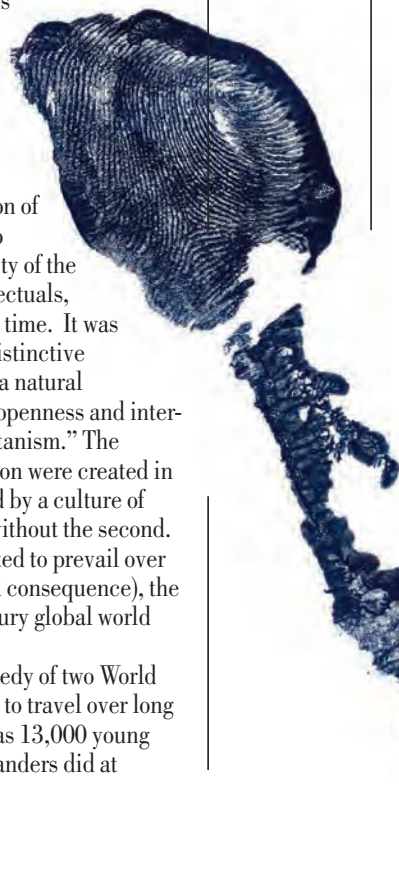 s
on of
o
ty of the
ectuals,
time. It was
istinctive
a natural
openness and inter-
tanism.” The
on were created in
d by a culture of
vithout the second.
ted to prevail over
l consequence), the
ury global world
edy of two World
to travel over long
as 13,000 young
anders did at